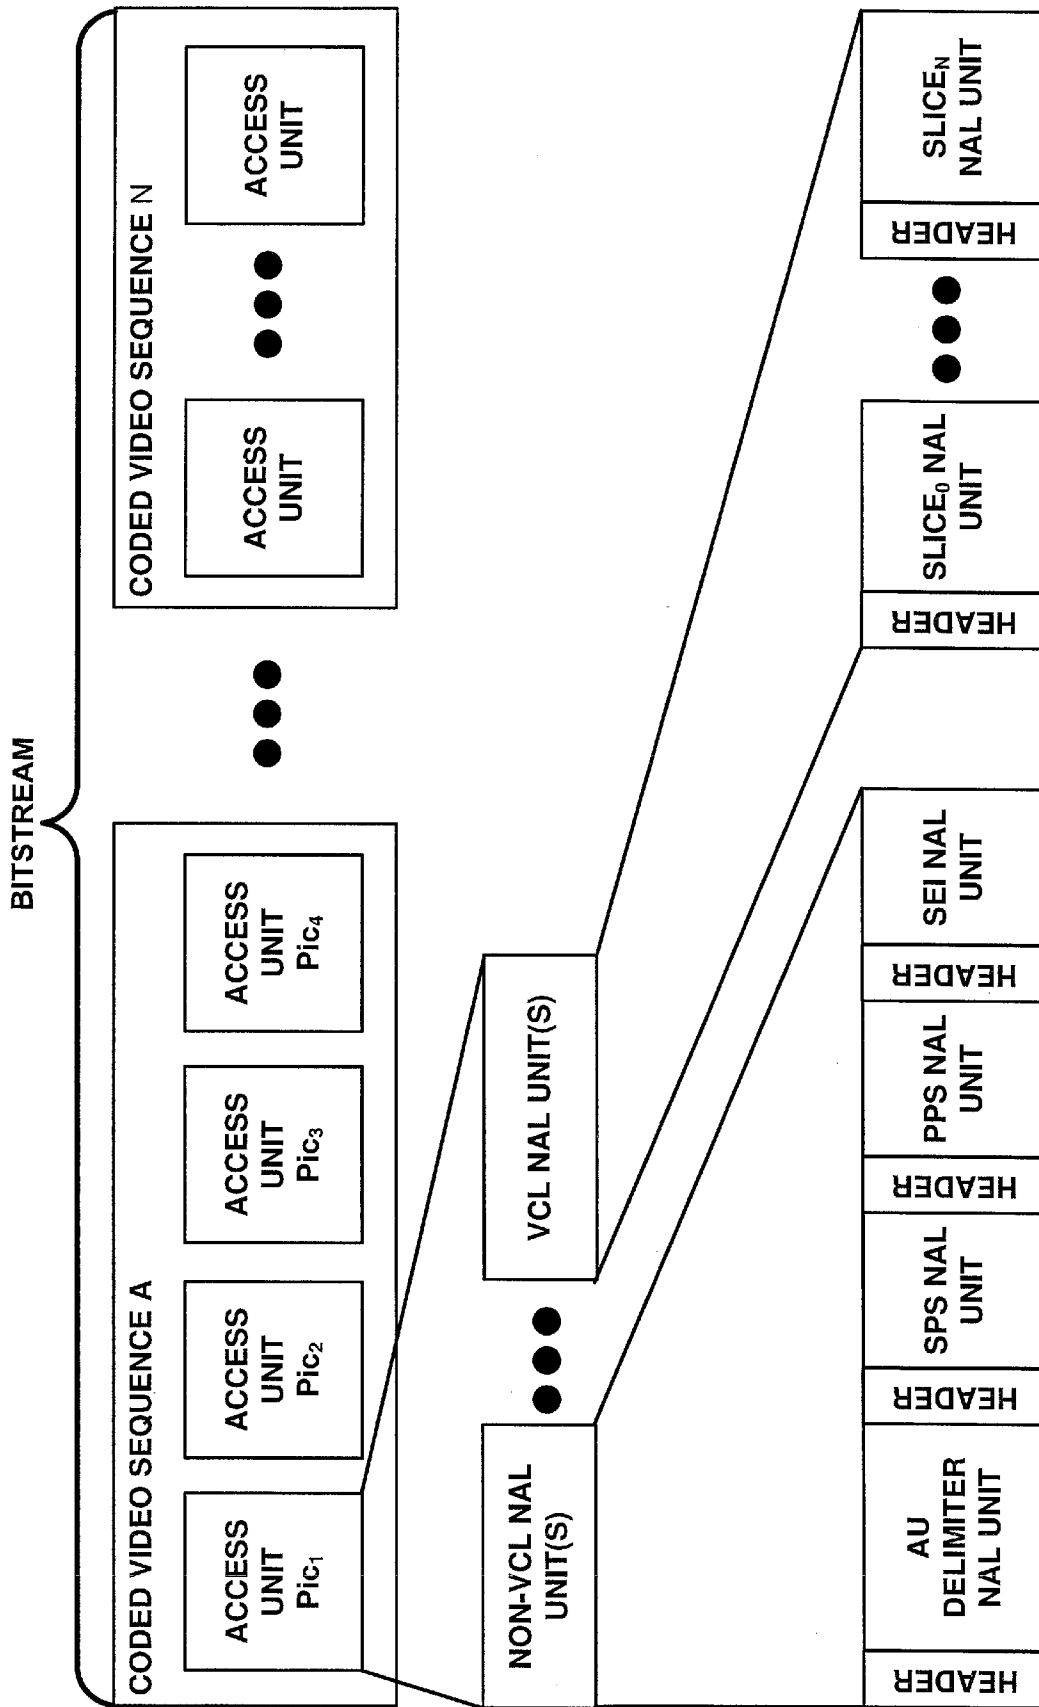 BITSTREAM
CODED VIDEO SEQUENCE A
ACCESS
UNIT
Pic₁
ACCESS
UNIT
Pic₂
ACCESS
UNIT
Pic₃
ACCESS
UNIT
Pic₄
CODED VIDEO SEQUENCE N
ACCESS
UNIT
ACCESS
UNIT
NON-VCL NAL
UNIT(S)
VCL NAL UNIT(S)
HEADER
AU
DELIMITER
NAL UNIT
HEADER
SPS NAL
UNIT
HEADER
PPS NAL
UNIT
HEADER
SEI NAL
UNIT
HEADER
SLICE₀ NAL
UNIT
HEADER
SLICE_N
NAL UNIT